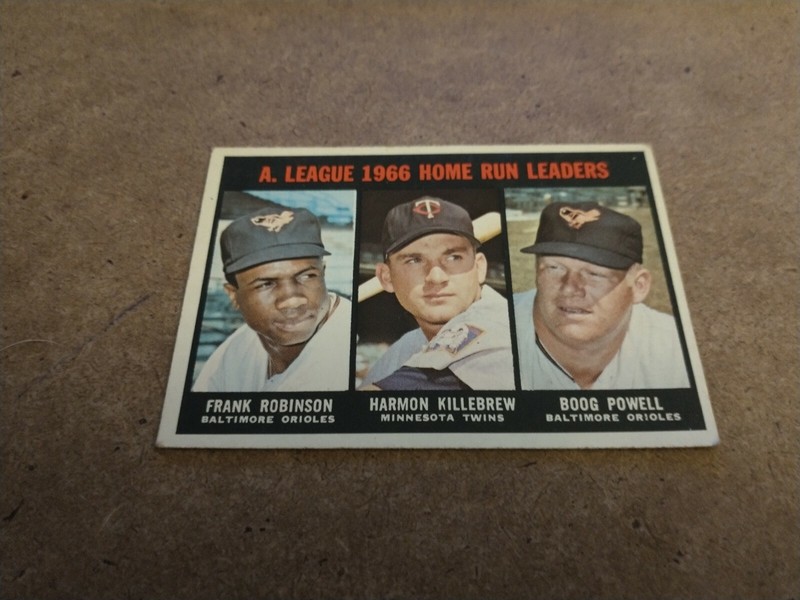 A. LEAGUE 1966 HOME RUN LEADERS
FRANK ROBINSON
BALTIMORE ORIOLES
HARMON KILLEBREW
MINNESOTA TWINS
BOOG POWELL
BALTIMORE ORIOLES